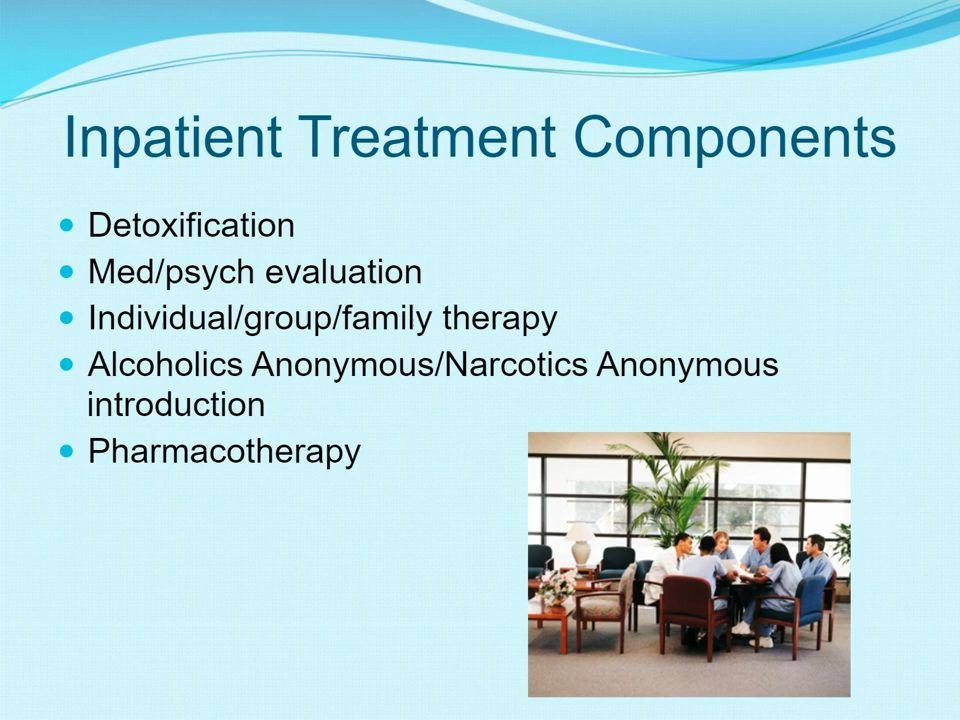 Inpatient Treatment Components
• Detoxification
• Med/psych evaluation
• Individual/group/family therapy
• Alcoholics Anonymous/Narcotics Anonymous
introduction
• Pharmacotherapy